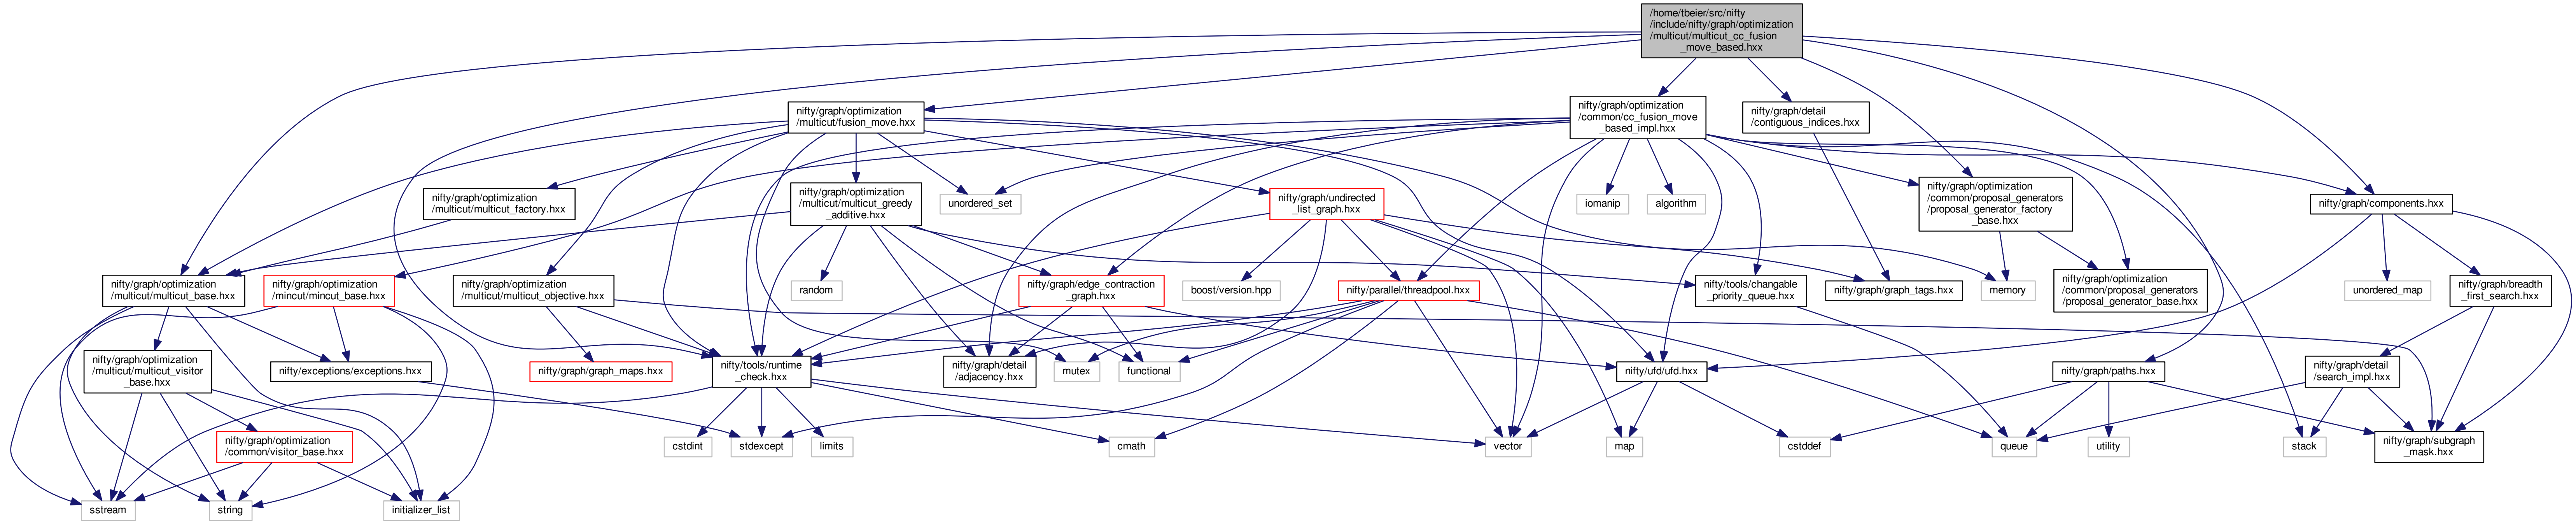 /home/tbeier/src/nifty
/include/nifty/graph/optimization
/multicut/multicut_cc_fusion
_move_based.hxx
nifty/graph/optimization
/multicut/fusion_move.hxx
nifty/graph/optimization
/common/cc_fusion_move
_based_impl.hxx
nifty/graph/detail
/contiguous_indices.hxx
nifty/graph/optimization
/multicut/multicut_factory.hxx
nifty/graph/optimization
/multicut/multicut_greedy
_additive.hxx
unordered_set
nifty/graph/undirected
_list_graph.hxx
iomanip
algorithm
nifty/graph/optimization
/common/proposal_generators
/proposal_generator_factory
_base.hxx
nifty/graph/components.hxx
nifty/graph/optimization
/multicut/multicut_base.hxx
nifty/graph/optimization
/mincut/mincut_base.hxx
nifty/graph/optimization
/multicut/multicut_objective.hxx
random
nifty/graph/edge_contraction
_graph.hxx
boost/version.hpp
nifty/parallel/threadpool.hxx
nifty/tools/changable
_priority_queue.hxx
nifty/graph/graph_tags.hxx
memory
nifty/graph/optimization
/common/proposal_generators
/proposal_generator_base.hxx
unordered_map
nifty/graph/breadth
_first_search.hxx
nifty/graph/optimization
/multicut/multicut_visitor
_base.hxx
nifty/exceptions/exceptions.hxx
nifty/graph/graph_maps.hxx
nifty/tools/runtime
_check.hxx
nifty/graph/detail
/adjacency.hxx
mutex
functional
nifty/ufd/ufd.hxx
nifty/graph/paths.hxx
nifty/graph/detail
/search_impl.hxx
nifty/graph/optimization
/common/visitor_base.hxx
cstdint
stdexcept
limits
cmath
vector
map
cstddef
queue
utility
stack
nifty/graph/subgraph
_mask.hxx
sstream
string
initializer_list